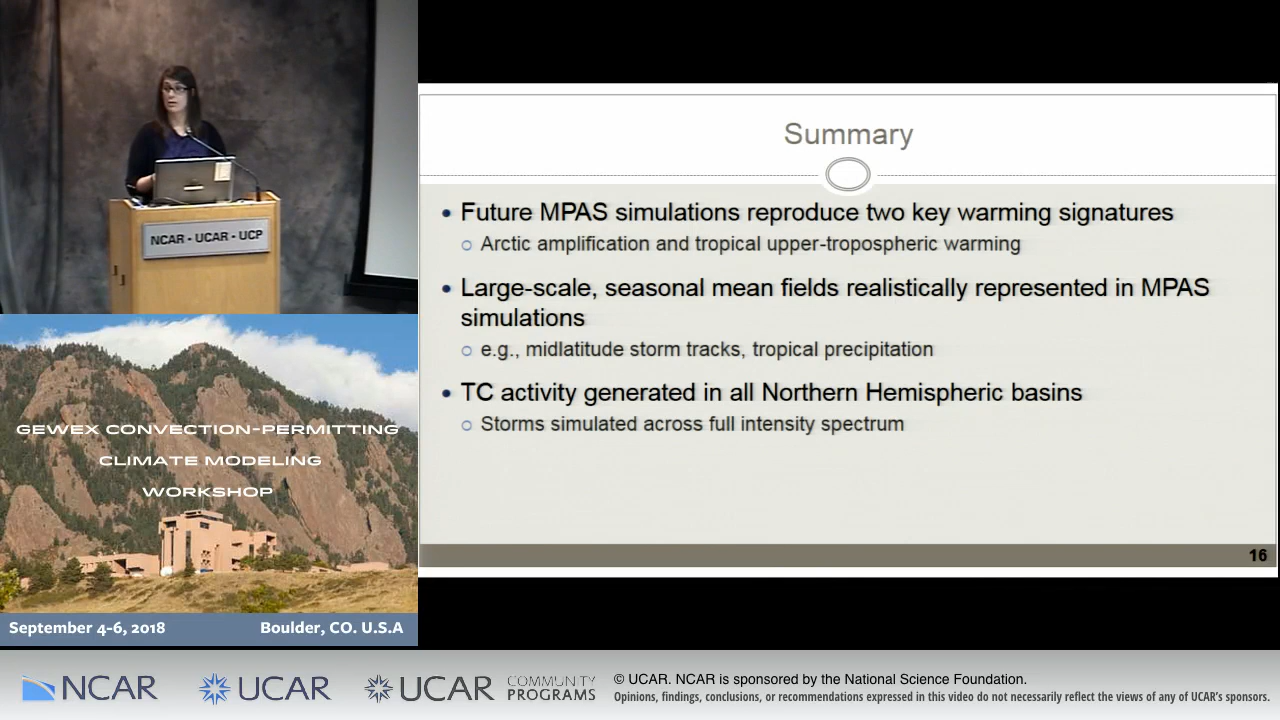 NCAR • UCAR • UCP
GEWEX CONVECTION-PERMITTING
CLIMATE MODELING
WORKSHOP
September 4-6, 2018
Boulder, CO. U.S.A
Summary
• Future MPAS simulations reproduce two key warming signatures
○ Arctic amplification and tropical upper-tropospheric warming
• Large-scale, seasonal mean fields realistically represented in MPAS
simulations
○ e.g., midlatitude storm tracks, tropical precipitation
• TC activity generated in all Northern Hemispheric basins
○ Storms simulated across full intensity spectrum
16
NCAR
UCAR
UCAR
COMMUNITY
PROGRAMS
© UCAR. NCAR is sponsored by the National Science Foundation.
Opinions, findings, conclusions, or recommendations expressed in this video do not necessarily reflect the views of any of UCAR's sponsors.